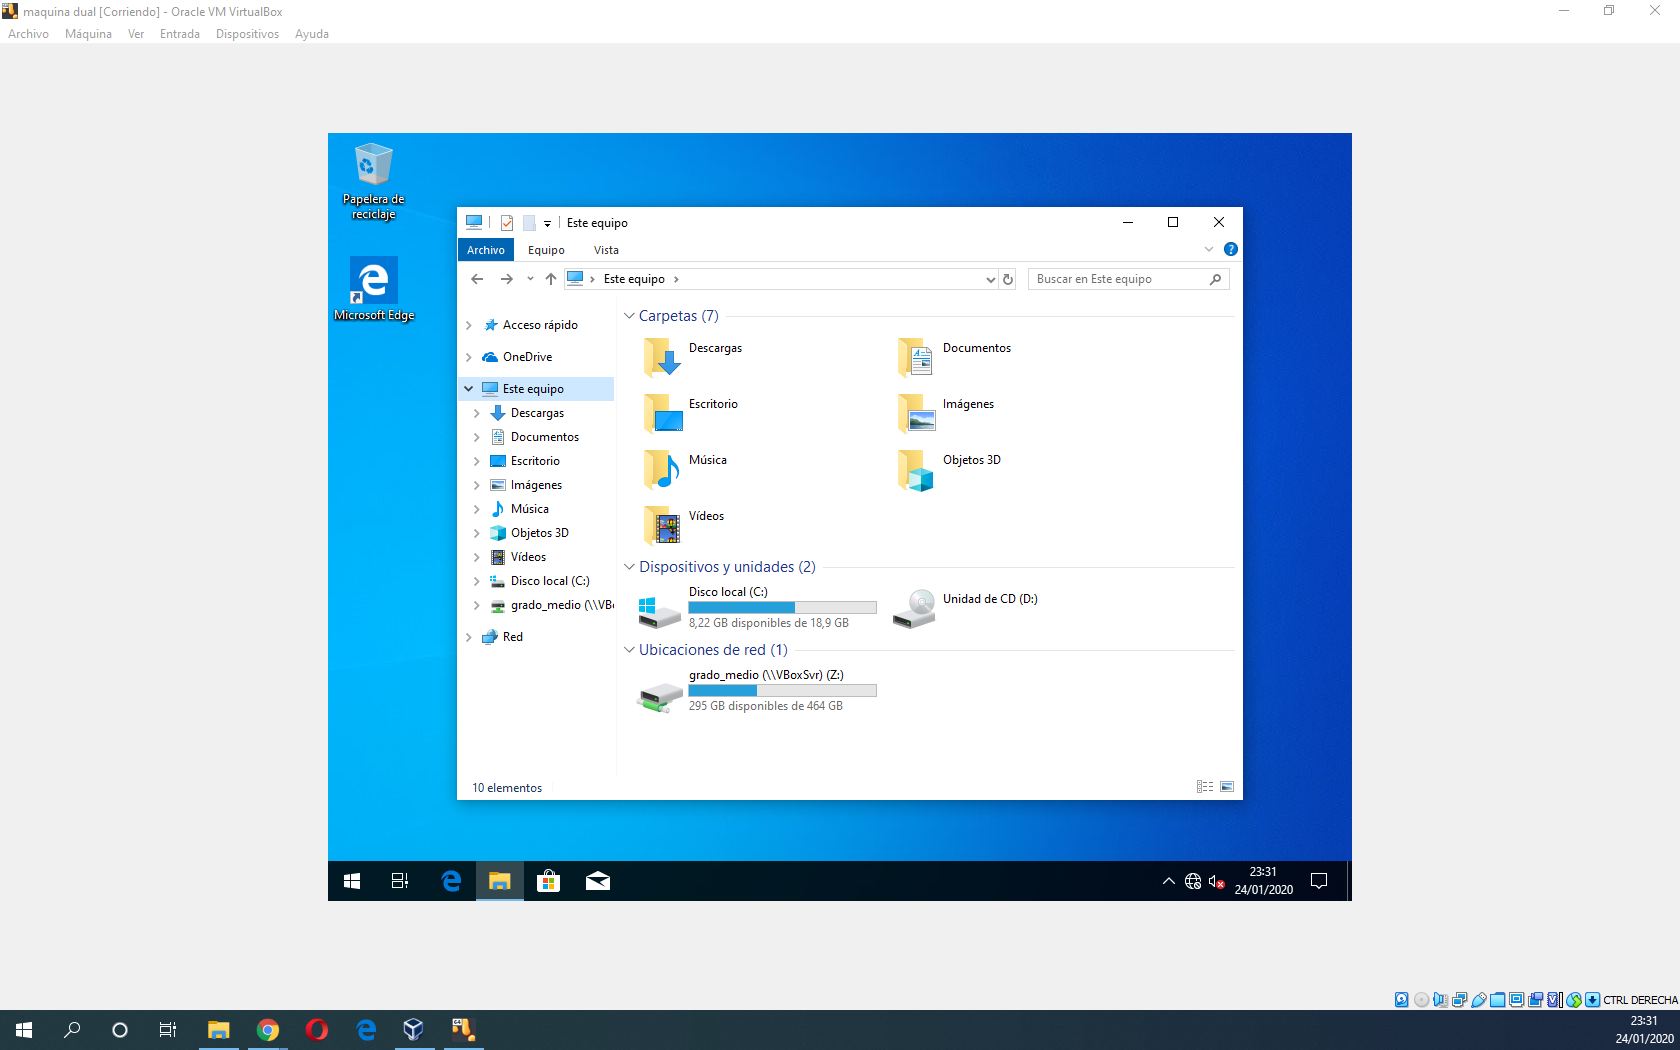 maquina dual [Corriendo] - Oracle VM VirtualBox
Archivo Máquina Ver Entrada Dispositivos Ayuda
Papelera de
reciclaje
Microsoft Edge
Este equipo
Archivo Equipo Vista
Este equipo
Buscar en Este equipo
Acceso rápido
OneDrive
Este equipo
Descargas
Documentos
Escritorio
Imágenes
Música
Objetos 3D
Vídeos
Disco local (C:)
grado_medio (\\VB
Red
Carpetas (7)
Descargas
Documentos
Escritorio
Imágenes
Música
Objetos 3D
Vídeos
Dispositivos y unidades (2)
Disco local (C:)
8,22 GB disponibles de 18,9 GB
Unidad de CD (D:)
Ubicaciones de red (1)
grado_medio (\\VBoxSvr) (Z:)
295 GB disponibles de 464 GB
10 elementos
23:31
24/01/2020
CTRL DERECHA
64
23:31
24/01/2020